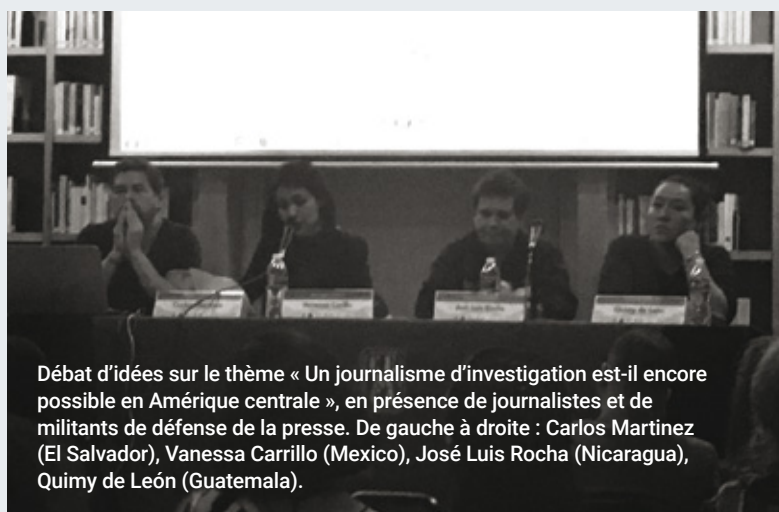 Débat d’idées sur le thème « Un journalisme d’investigation est-il encore
possible en Amérique centrale », en présence de journalistes et de
militants de défense de la presse. De gauche à droite : Carlos Martinez
(El Salvador), Vanessa Carrillo (Mexico), José Luis Rocha (Nicaragua),
Quimy de León (Guatemala).